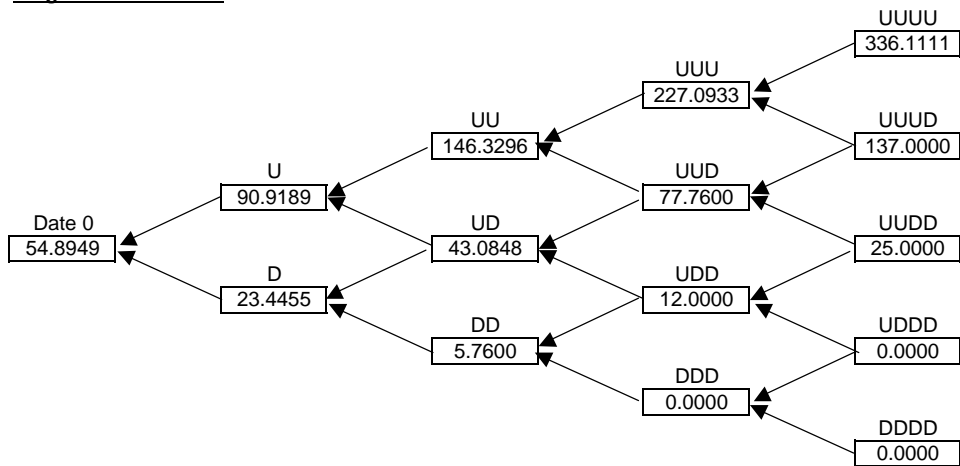 UUUU
336.1111
UUU
227.0933
UU
146.3296
UUUD
137.0000
U
90.9189
UUD
77.7600
Date 0
54.8949
UD
43.0848
UUDD
25.0000
D
23.4455
UDD
12.0000
DD
5.7600
UDDD
0.0000
DDD
0.0000
DDDD
0.0000